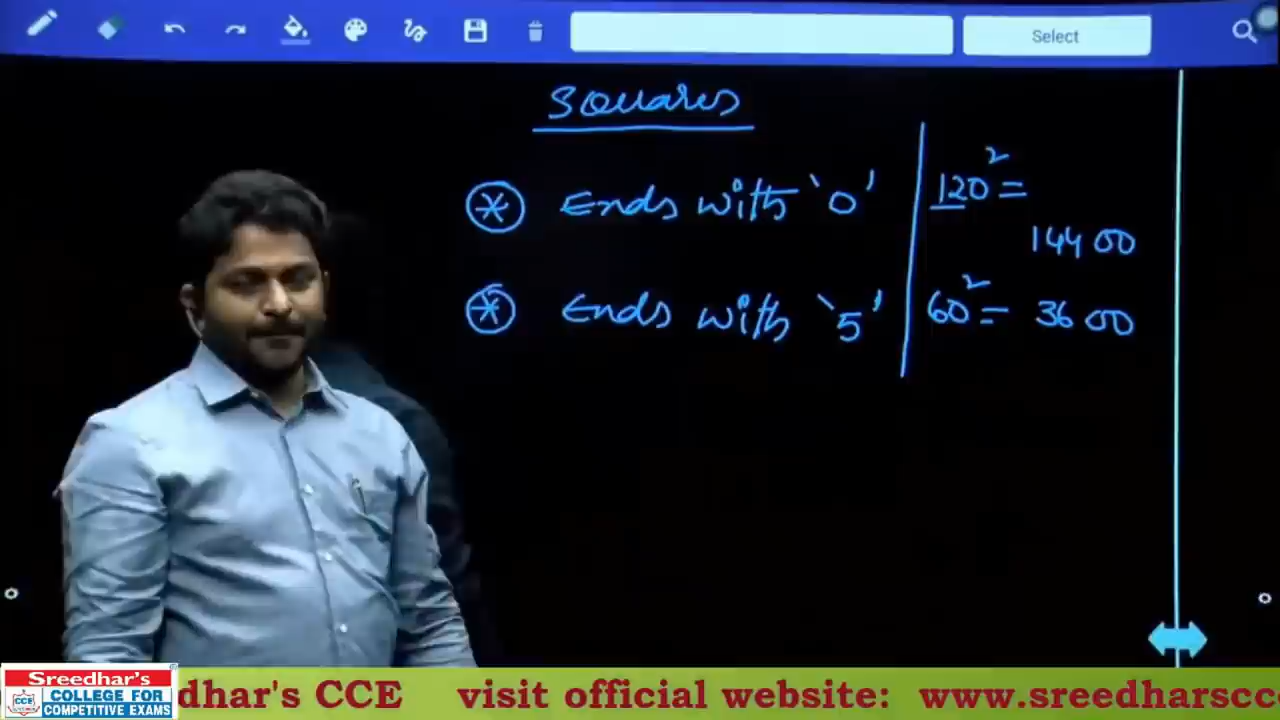 Select
Squares
* Ends with '0'
120² =
14400
* Ends with '5'
60² = 3600
Sreedhar's
CCE
COLLEGE FOR
COMPETITIVE EXAMS
dhar's CCE visit official website: www.sreedharscc